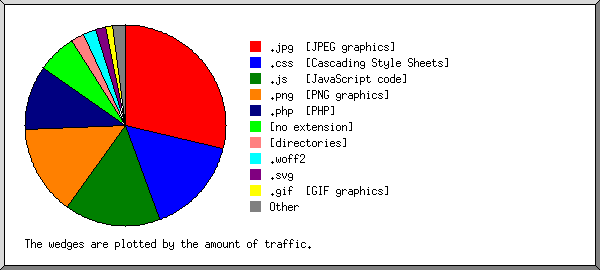 .jpg [JPEG graphics]
.css [Cascading Style Sheets]
.js [JavaScript code]
.png [PNG graphics]
.php [PHP]
[no extension]
[directories]
.woff2
.svg
.gif [GIF graphics]
Other
The wedges are plotted by the amount of traffic.